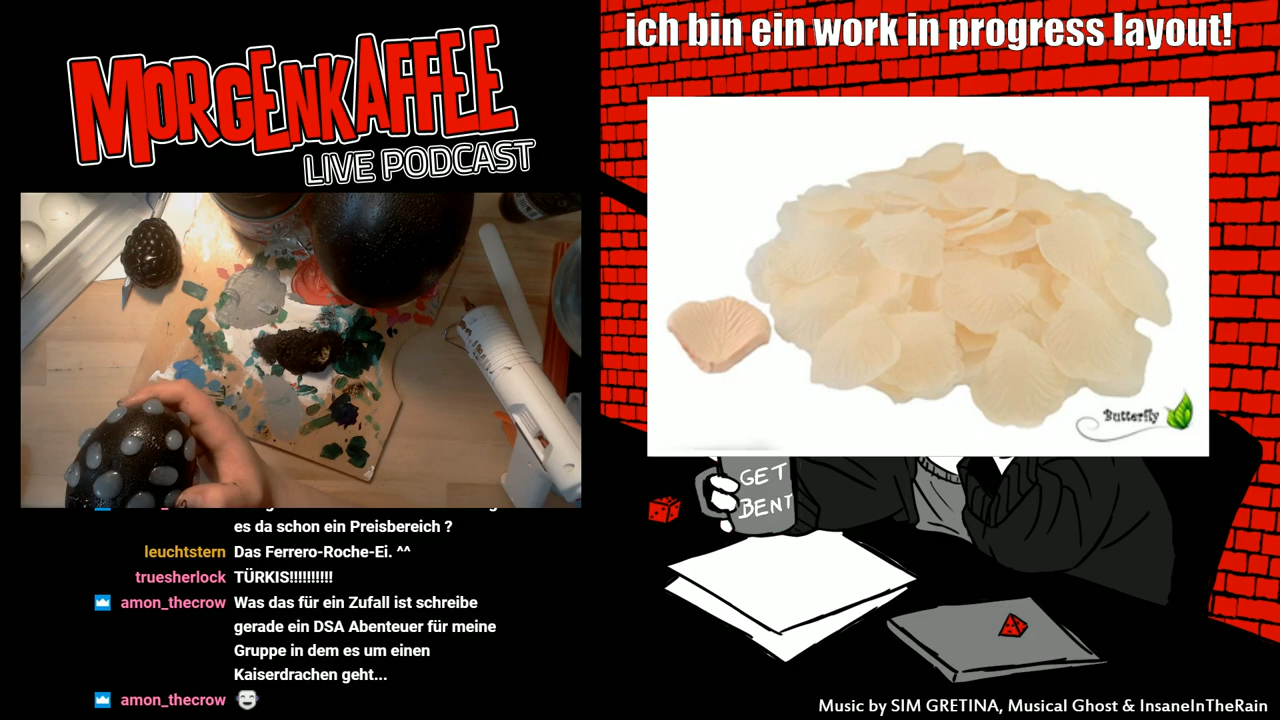 MORGENKAFFEE
LIVE PODCAST
ich bin ein work in progress layout!
Butterfly
GET
BENT
es da schon ein Preisbereich ?
leuchtstern Das Ferrero-Roche-Ei. ^^
truesherlock TÜRKIS!!!!!!!!!!
amon_thecrow Was das für ein Zufall ist schreibe
gerade ein DSA Abenteuer für meine
Gruppe in dem es um einen
Kaiserdrachen geht...
amon_thecrow
Music by SIM GRETINA, Musical Ghost & InsaneInTheRain